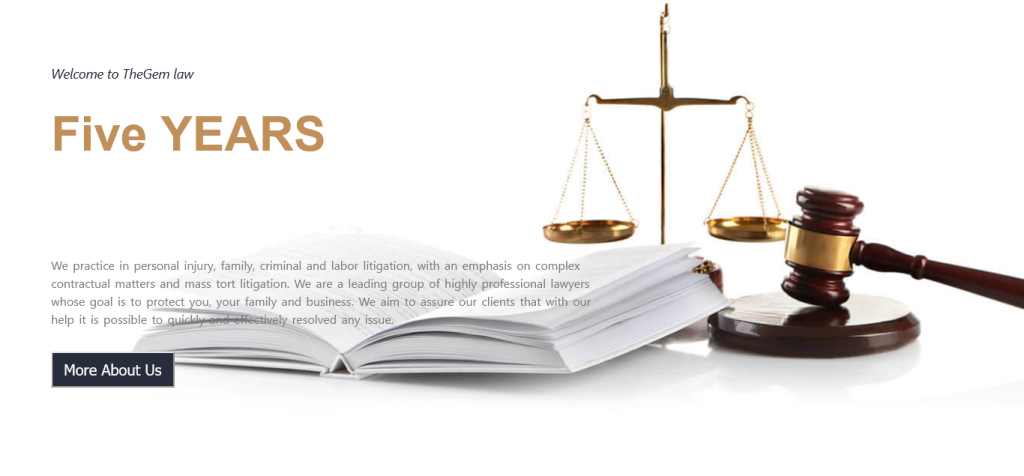 Welcome to TheGem law
Five YEARS
We practice in personal injury, family, criminal and labor litigation, with an emphasis on complex
contractual matters and mass tort litigation. We are a leading group of highly professional lawyers
whose goal is to protect you, your family and business. We aim to assure our clients that with our
help it is possible to quickly and effectively resolved any issue.
More About Us